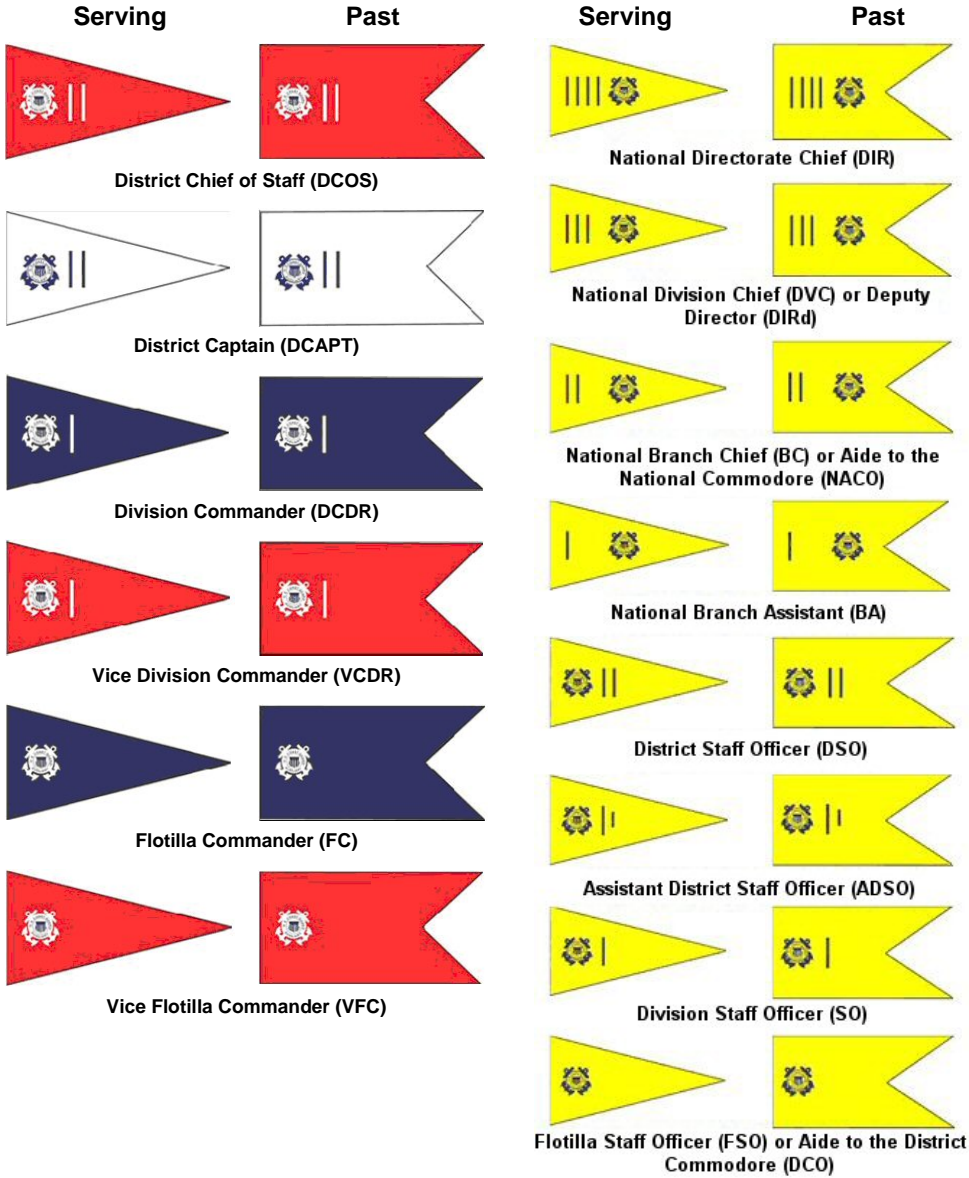 Serving Past
District Chief of Staff (DCOS)
District Captain (DCAPT)
Division Commander (DCDR)
Vice Division Commander (VCDR)
Flotilla Commander (FC)
Vice Flotilla Commander (VFC)
Serving Past
National Directorate Chief (DIR)
National Division Chief (DVC) or Deputy
Director (DIRd)
National Branch Chief (BC) or Aide to the
National Commodore (NACO)
National Branch Assistant (BA)
District Staff Officer (DSO)
Assistant District Staff Officer (ADSO)
Division Staff Officer (SO)
Flotilla Staff Officer (FSO) or Aide to the District
Commodore (DCO)